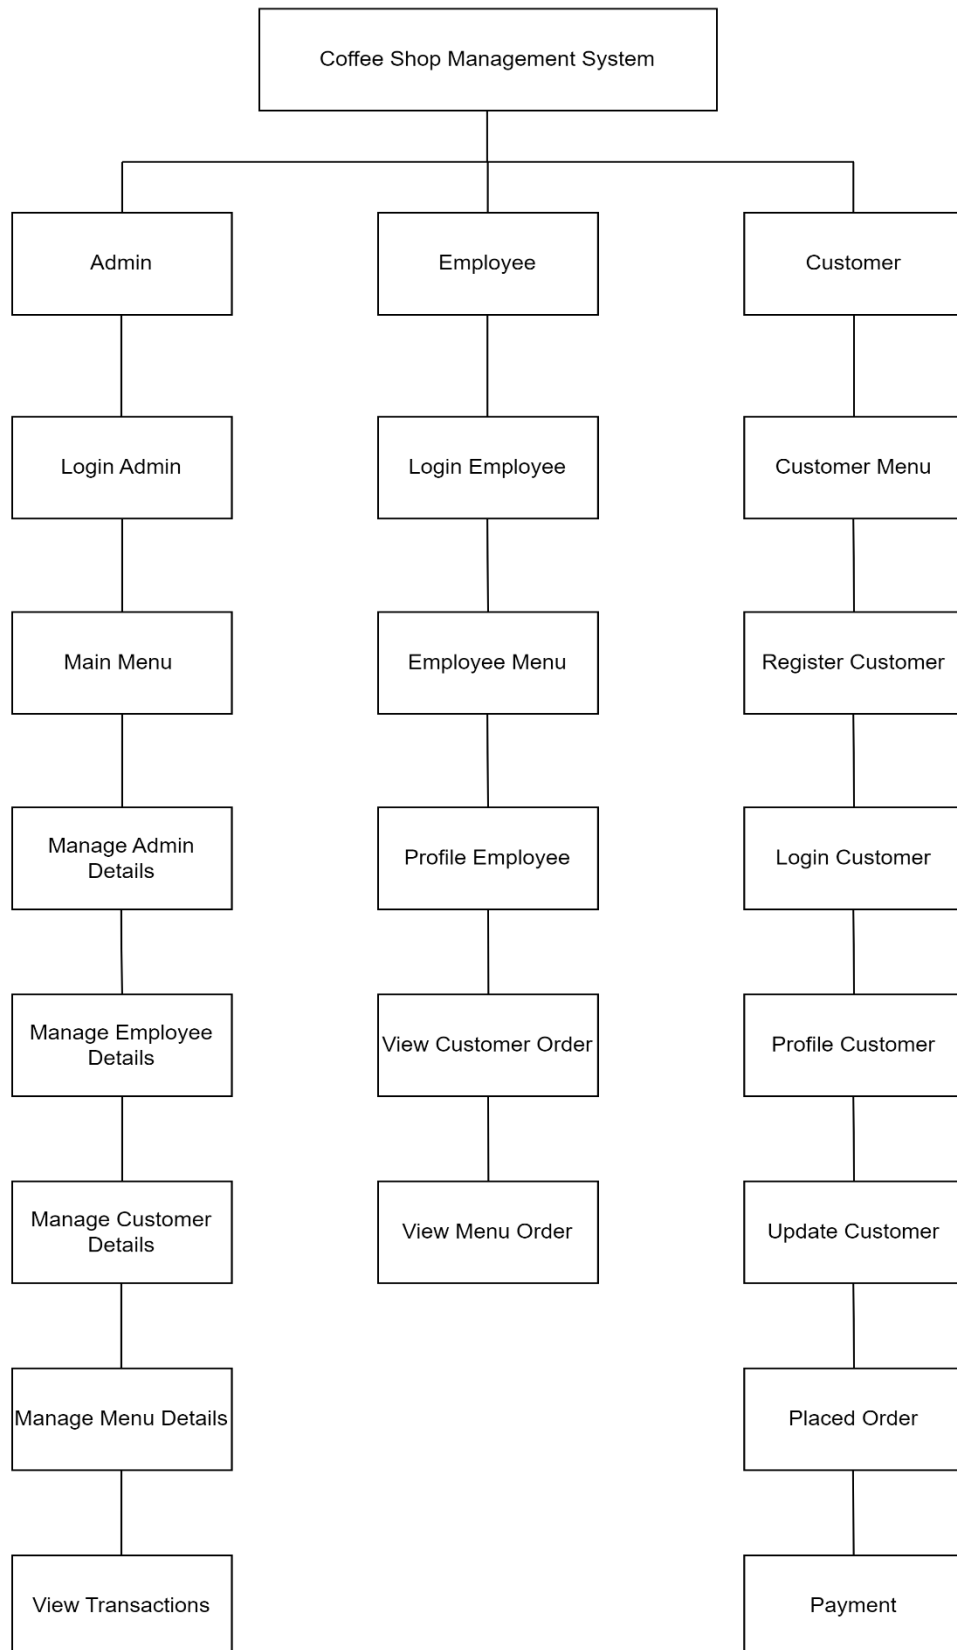 Coffee Shop Management System
Admin
Employee
Customer
Login Admin
Login Employee
Customer Menu
Main Menu
Employee Menu
Register Customer
Manage Admin
Details
Profile Employee
Login Customer
Manage Employee
Details
View Customer Order
Profile Customer
Manage Customer
Details
View Menu Order
Update Customer
Manage Menu Details
Placed Order
View Transactions
Payment